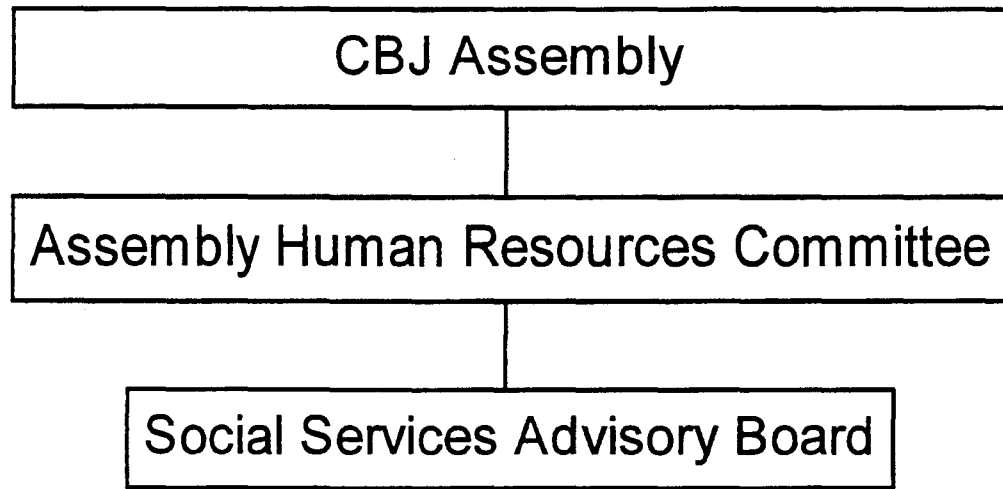 CBJ Assembly
Assembly Human Resources Committee
Social Services Advisory Board